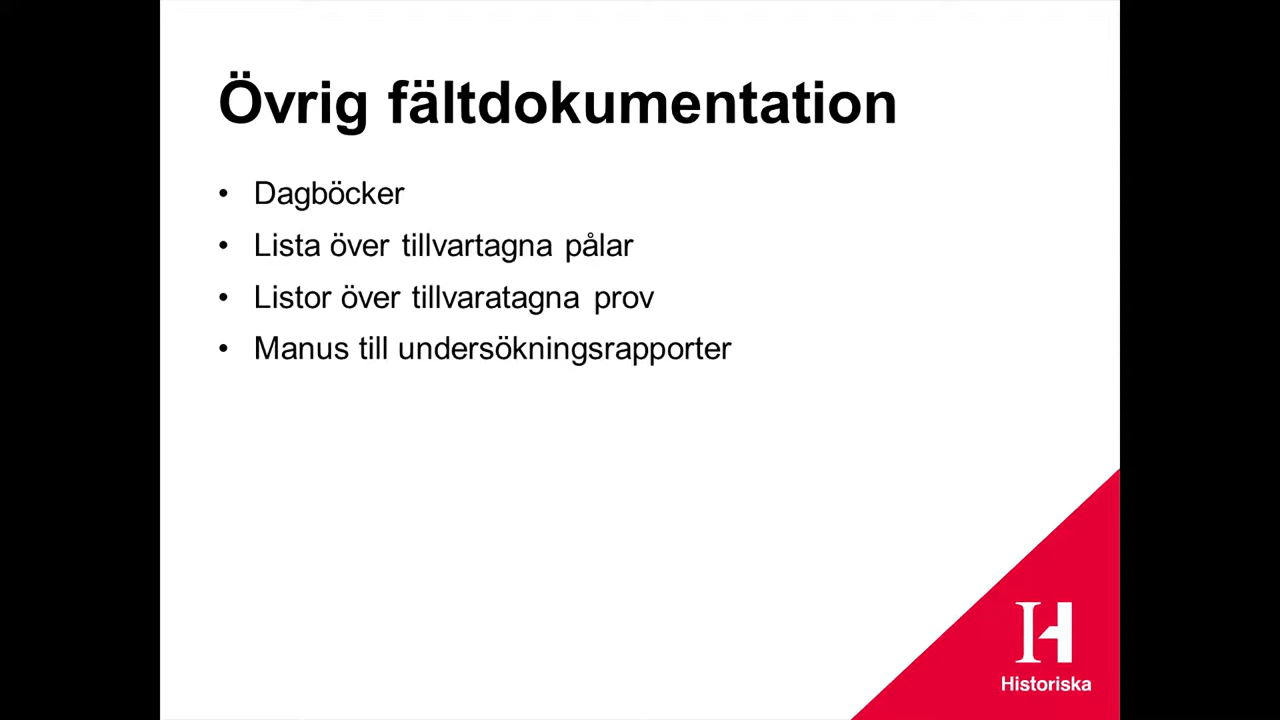 Övrig fältdokumentation
• Dagböcker
• Lista över tillvartagna pålar
• Listor över tillvaratagna prov
• Manus till undersökningsrapporter
H
Historiska